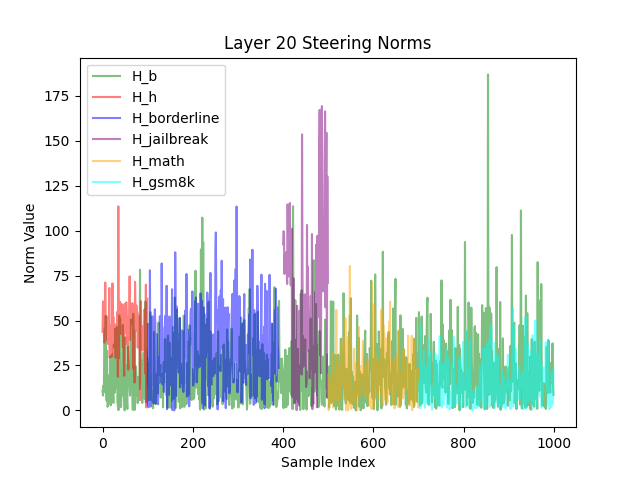 Layer 20 Steering Norms
H_b
H_h
H_borderline
H_jailbreak
H_math
H_gsm8k
Norm Value
175
150
125
100
75
50
25
0
0 200 400 600 800 1000
Sample Index